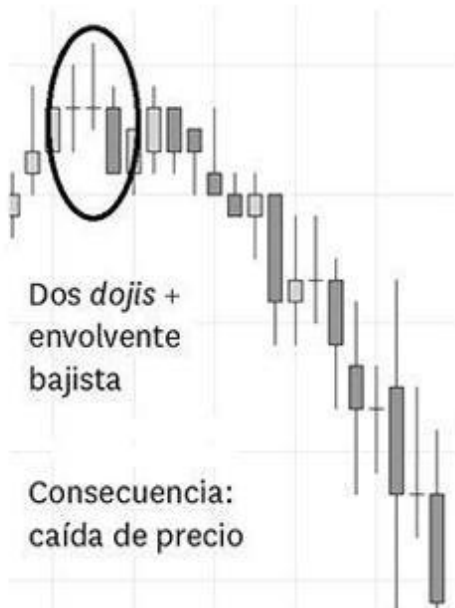 Dos dojis +
envolvente
bajista
Consecuencia:
caída de precio